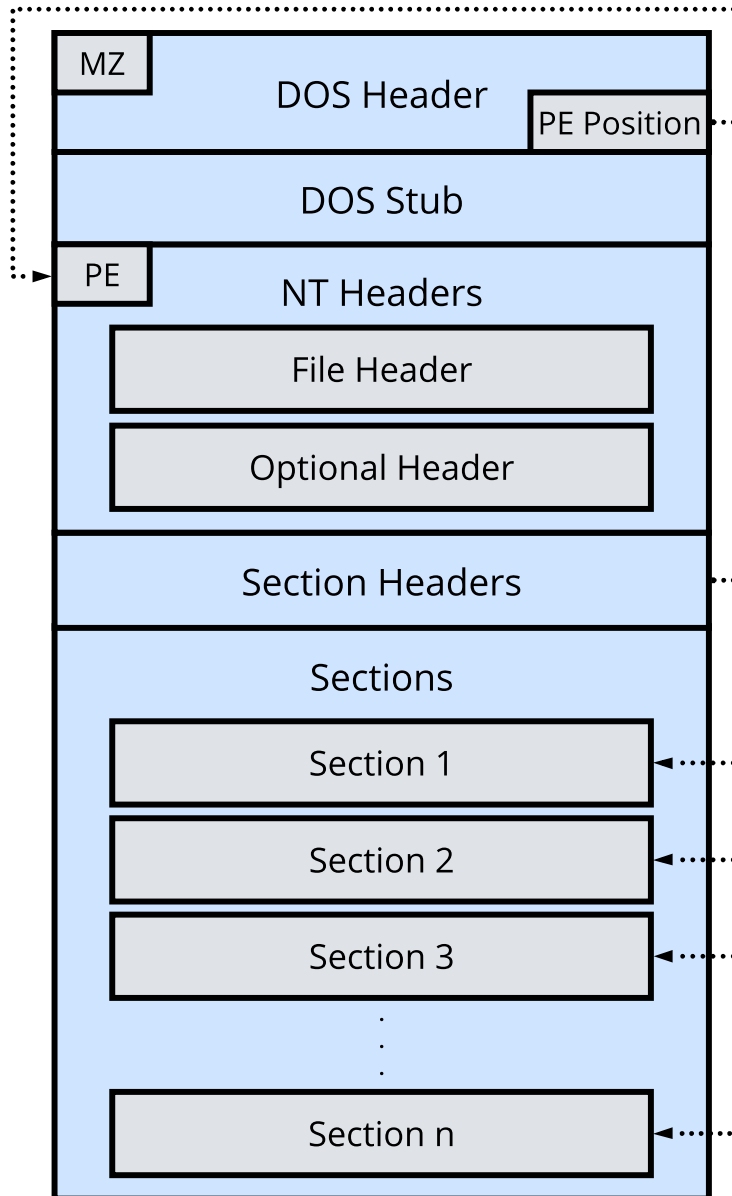 MZ
DOS Header
PE Position
DOS Stub
PE
NT Headers
File Header
Optional Header
Section Headers
Sections
Section 1
Section 2
Section 3
.
.
.
Section n